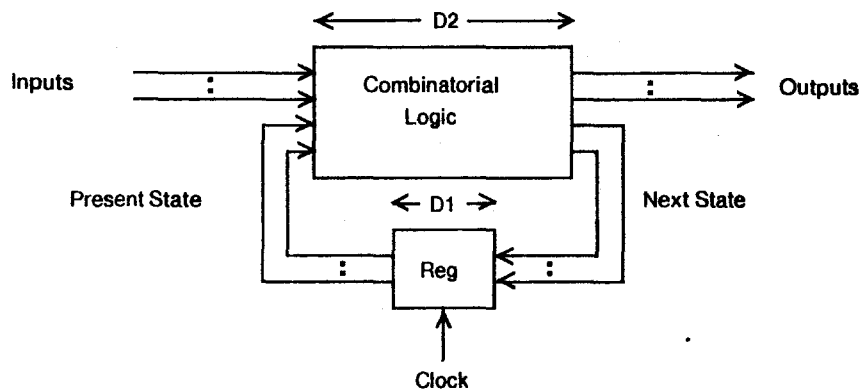 D2
Inputs
Combinatorial
Logic
Outputs
Present State
D1
Next State
Reg
Clock